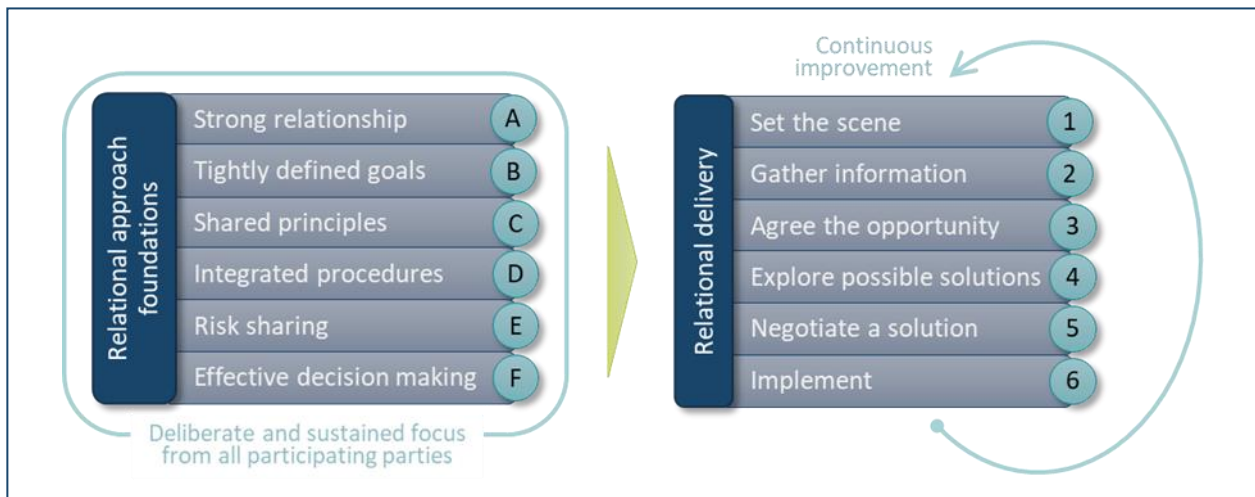 Relational approach
foundations
Strong relationship A
Tightly defined goals B
Shared principles C
Integrated procedures D
Risk sharing E
Effective decision making F
Deliberate and sustained focus
from all participating parties
Continuous
improvement
Relational delivery
Set the scene 1
Gather information 2
Agree the opportunity 3
Explore possible solutions 4
Negotiate a solution 5
Implement 6